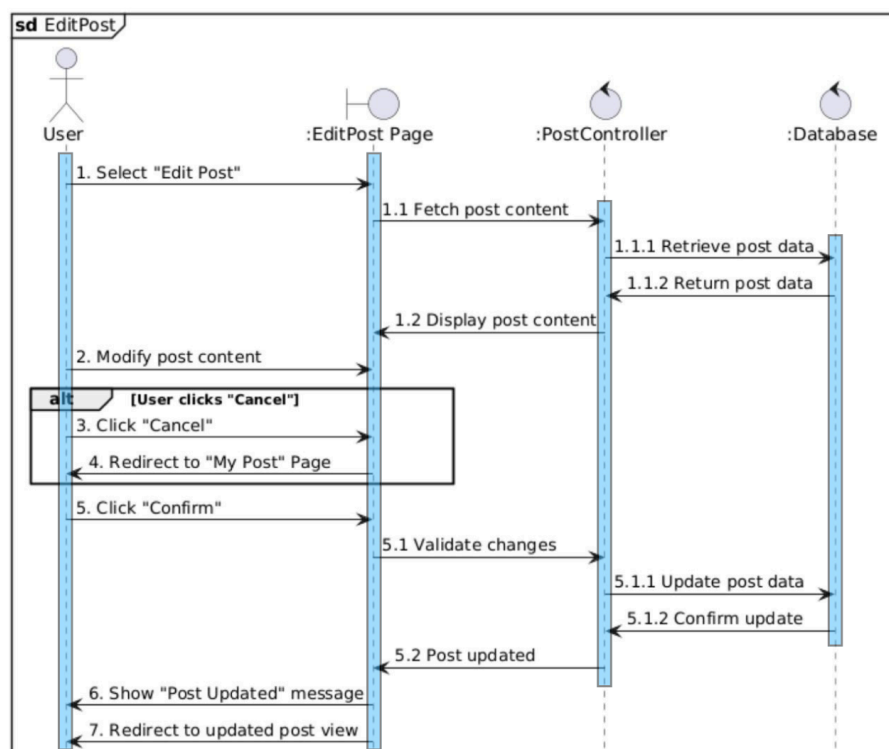 sd EditPost
User
:EditPost Page
:PostController
:Database
1. Select "Edit Post"
1.1 Fetch post content
1.1.1 Retrieve post data
1.1.2 Return post data
1.2 Display post content
2. Modify post content
alt [User clicks "Cancel"]
3. Click "Cancel"
4. Redirect to "My Post" Page
5. Click "Confirm"
5.1 Validate changes
5.1.1 Update post data
5.1.2 Confirm update
5.2 Post updated
6. Show "Post Updated" message
7. Redirect to updated post view